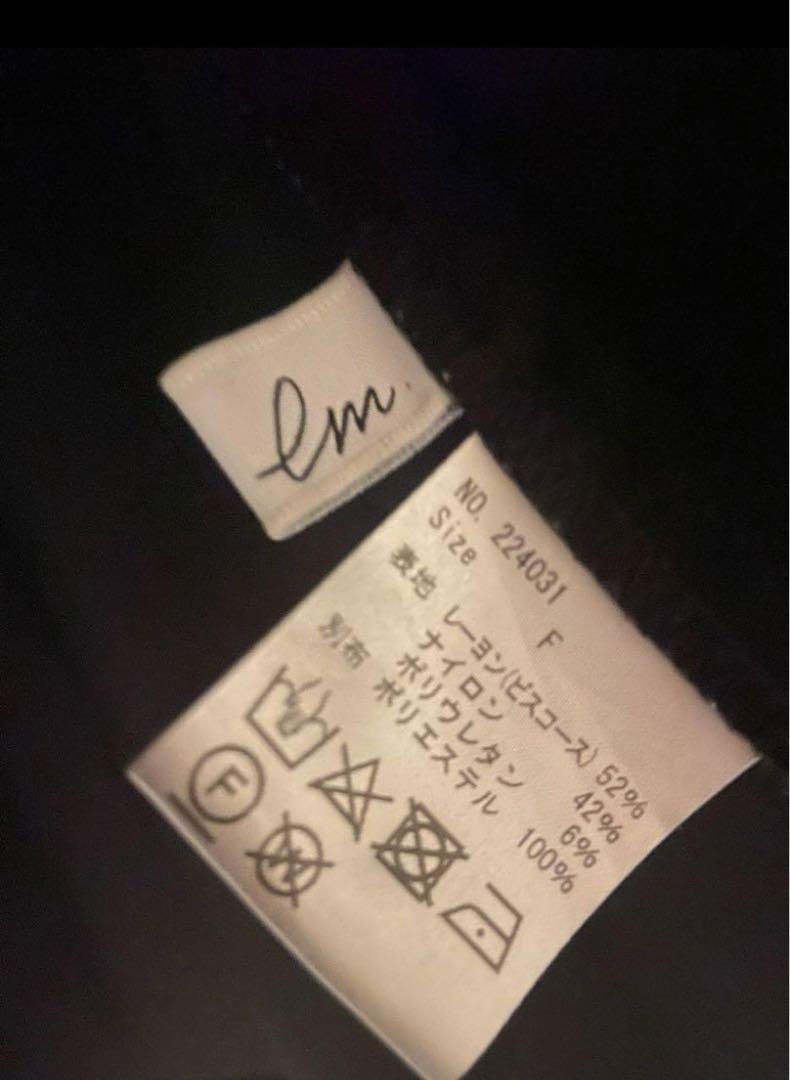 lm.
NO. 224031
Size F
表地 レーヨン(ビスコース) 52%
ナイロン 42%
ポリウレタン 6%
別布 ポリエステル 100%
F
W